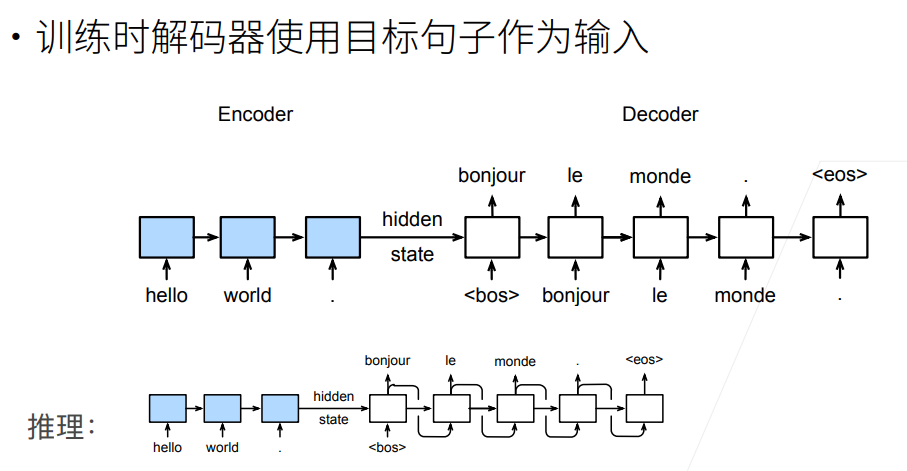 • 训练时解码器使用目标句子作为输入
Encoder Decoder
bonjour le monde . <eos>
hidden
state
hello world . <bos> bonjour le monde .
bonjour le monde . <eos>
hidden
state
推理：
hello world . <bos>